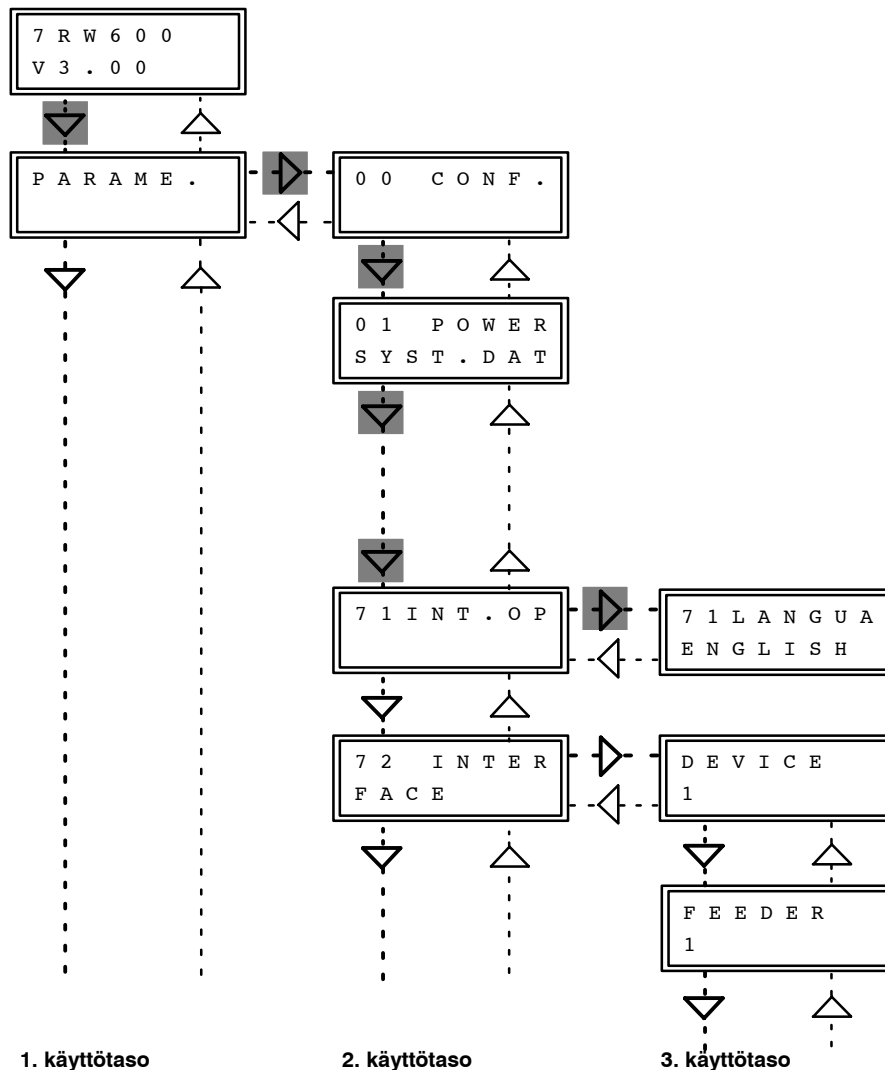 7RW600
V3.00
PARAME.
00 CONF.
01 POWER
SYST.DAT
71INT.OP
71LANGUA
ENGLISH
72 INTER
FACE
DEVICE
1
FEEDER
1
1. käyttötaso
2. käyttötaso
3. käyttötaso